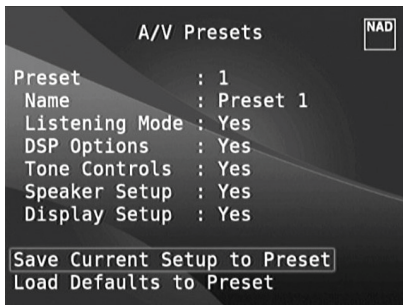 A/V Presets
NAD
Preset : 1
Name : Preset 1
Listening Mode : Yes
DSP Options : Yes
Tone Controls : Yes
Speaker Setup : Yes
Display Setup : Yes
Save Current Setup to Preset
Load Defaults to Preset